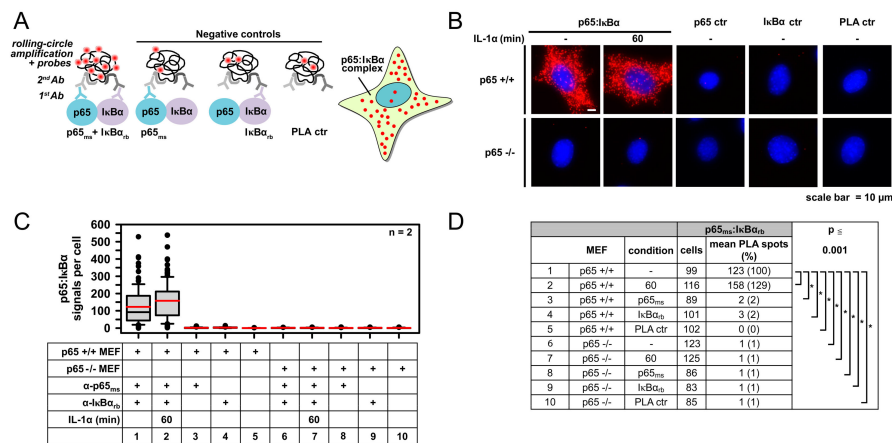 A
Negative controls
rolling-circle
amplification
+ probes
2nd Ab
1st Ab
p65 IκBα p65 IκBα p65 IκBα
p65ms + IκBαrb p65ms IκBαrb PLA ctr
p65:IκBα
complex
B
p65:IκBα p65 ctr IκBα ctr PLA ctr
IL-1α (min) - 60 - - -
p65 +/+
p65 -/-
scale bar = 10 µm
C
p65:IκBα
signals per cell
600
500
400
300
200
100
0
n = 2
p65 +/+ MEF + + + + +
p65 -/- MEF + + + + +
α-p65ms + + + + + +
α-IκBαrb + + + + + +
IL-1α (min) 60 60
1 2 3 4 5 6 7 8 9 10
D
p65ms:IκBαrb p ≦
MEF condition cells mean PLA spots (%) 0.001
1 p65 +/+ - 99 123 (100)
2 p65 +/+ 60 116 158 (129)
3 p65 +/+ p65ms 89 2 (2)
4 p65 +/+ IκBαrb 101 3 (2)
5 p65 +/+ PLA ctr 102 0 (0)
6 p65 -/- - 123 1 (1)
7 p65 -/- 60 125 1 (1)
8 p65 -/- p65ms 86 1 (1)
9 p65 -/- IκBαrb 83 1 (1)
10 p65 -/- PLA ctr 85 1 (1)
* * * * * * * *